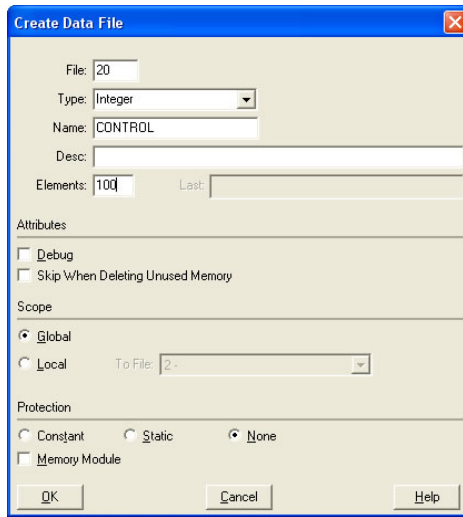 Create Data File
File: 20
Type: Integer
Name: CONTROL
Desc:
Elements: 100 Last:
Attributes
Debug
Skip When Deleting Unused Memory
Scope
Global
Local To File: 2 -
Protection
Constant Static None
Memory Module
OK Cancel Help